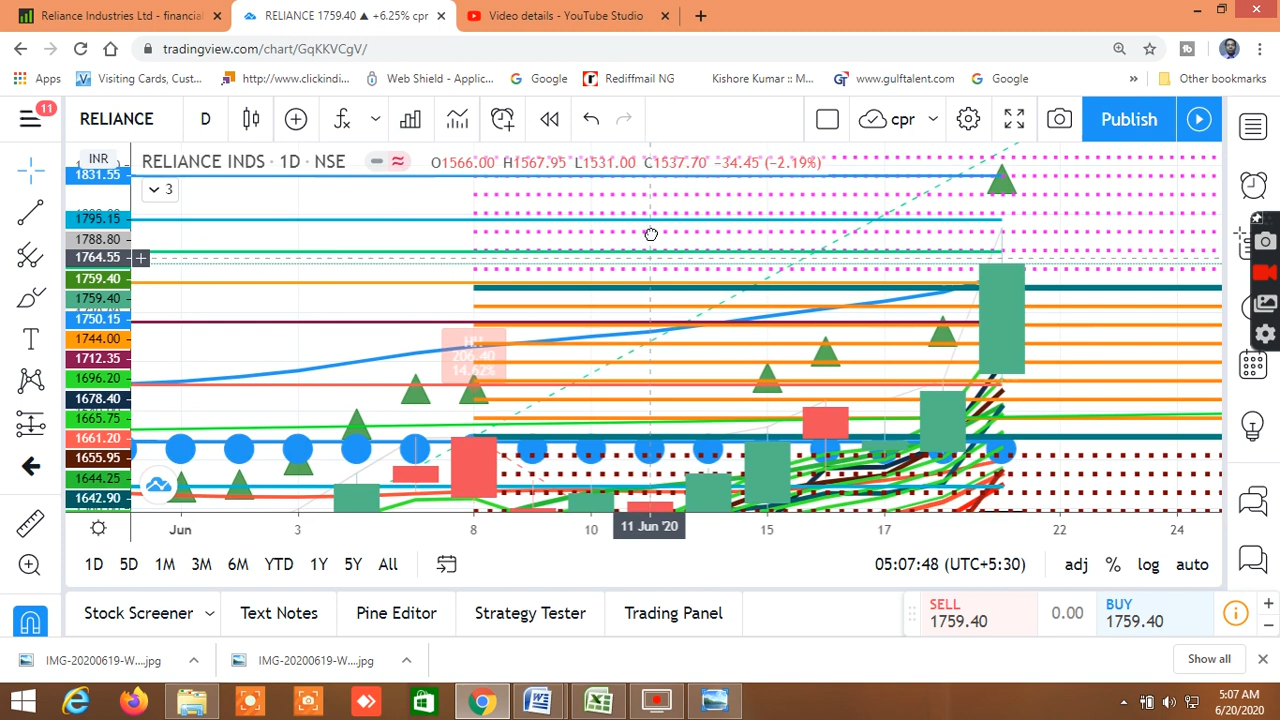 Reliance Industries Ltd - financial
RELIANCE 1759.40 ▲ +6.25% cpr
Video details - YouTube Studio
tradingview.com/chart/GqKKVCgV/
Apps
Visiting Cards, Cust...
http://www.clickindi...
Web Shield - Applic...
Google
Rediffmail NG
Kishore Kumar :: M...
www.gulftalent.com
Google
»
Other bookmarks
11
RELIANCE
D
cpr
Publish
INR
RELIANCE INDS · 1D · NSE
O1566.00 H1567.95 L1531.00 C1537.70 −34.45 (−2.19%)
3
1831.55
1795.15
1788.80
1764.55
1759.40
1759.40
1750.15
1744.00
1712.35
1696.20
1678.40
1665.75
1661.20
1655.95
1644.25
1642.90
HH
206.40
14.62%
Jun
3
8
10
11 Jun '20
15
17
22
24
1D 5D 1M 3M 6M YTD 1Y 5Y All
05:07:48 (UTC+5:30)
adj % log auto
Stock Screener
Text Notes
Pine Editor
Strategy Tester
Trading Panel
SELL
1759.40
0.00
BUY
1759.40
IMG-20200619-W....jpg
IMG-20200619-W....jpg
Show all
5:07 AM
6/20/2020